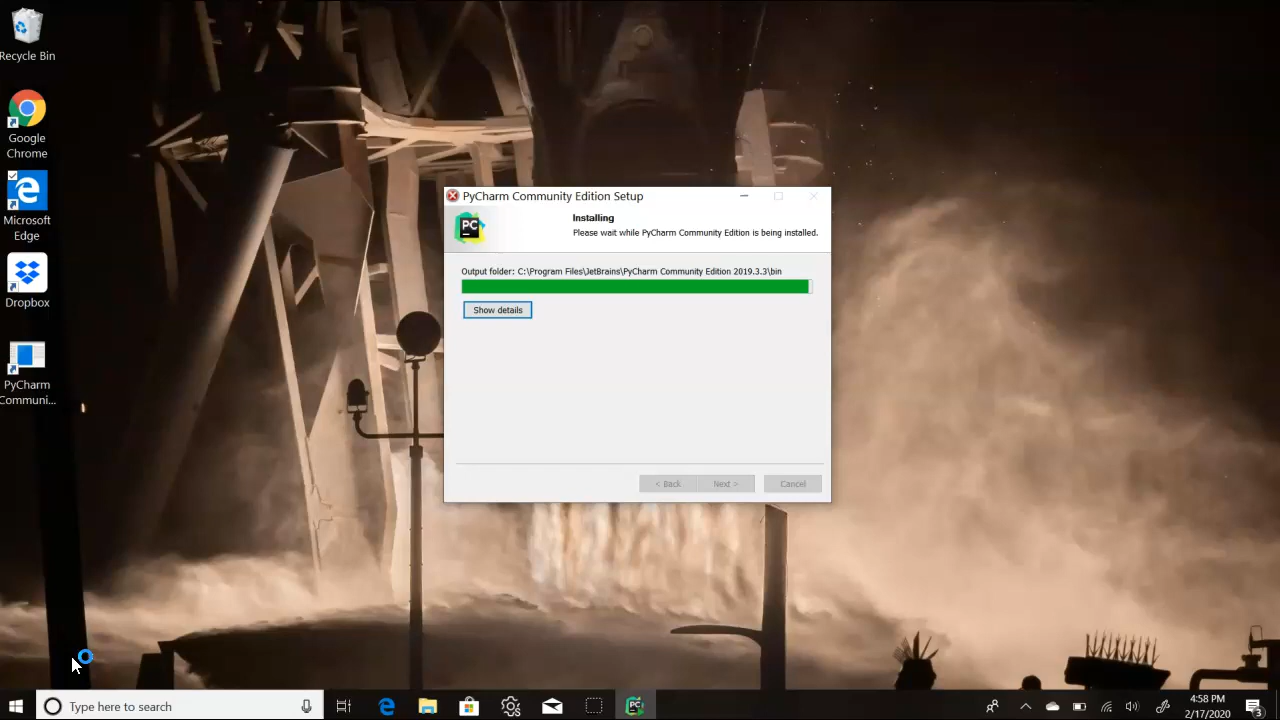 Recycle Bin
Google
Chrome
Microsoft
Edge
Dropbox
PyCharm
Communi...
PyCharm Community Edition Setup
PC
Installing
Please wait while PyCharm Community Edition is being installed.
Output folder: C:\Program Files\JetBrains\PyCharm Community Edition 2019.3.3\bin
Show details
< Back
Next >
Cancel
Type here to search
PC
4:58 PM
2/17/2020
3